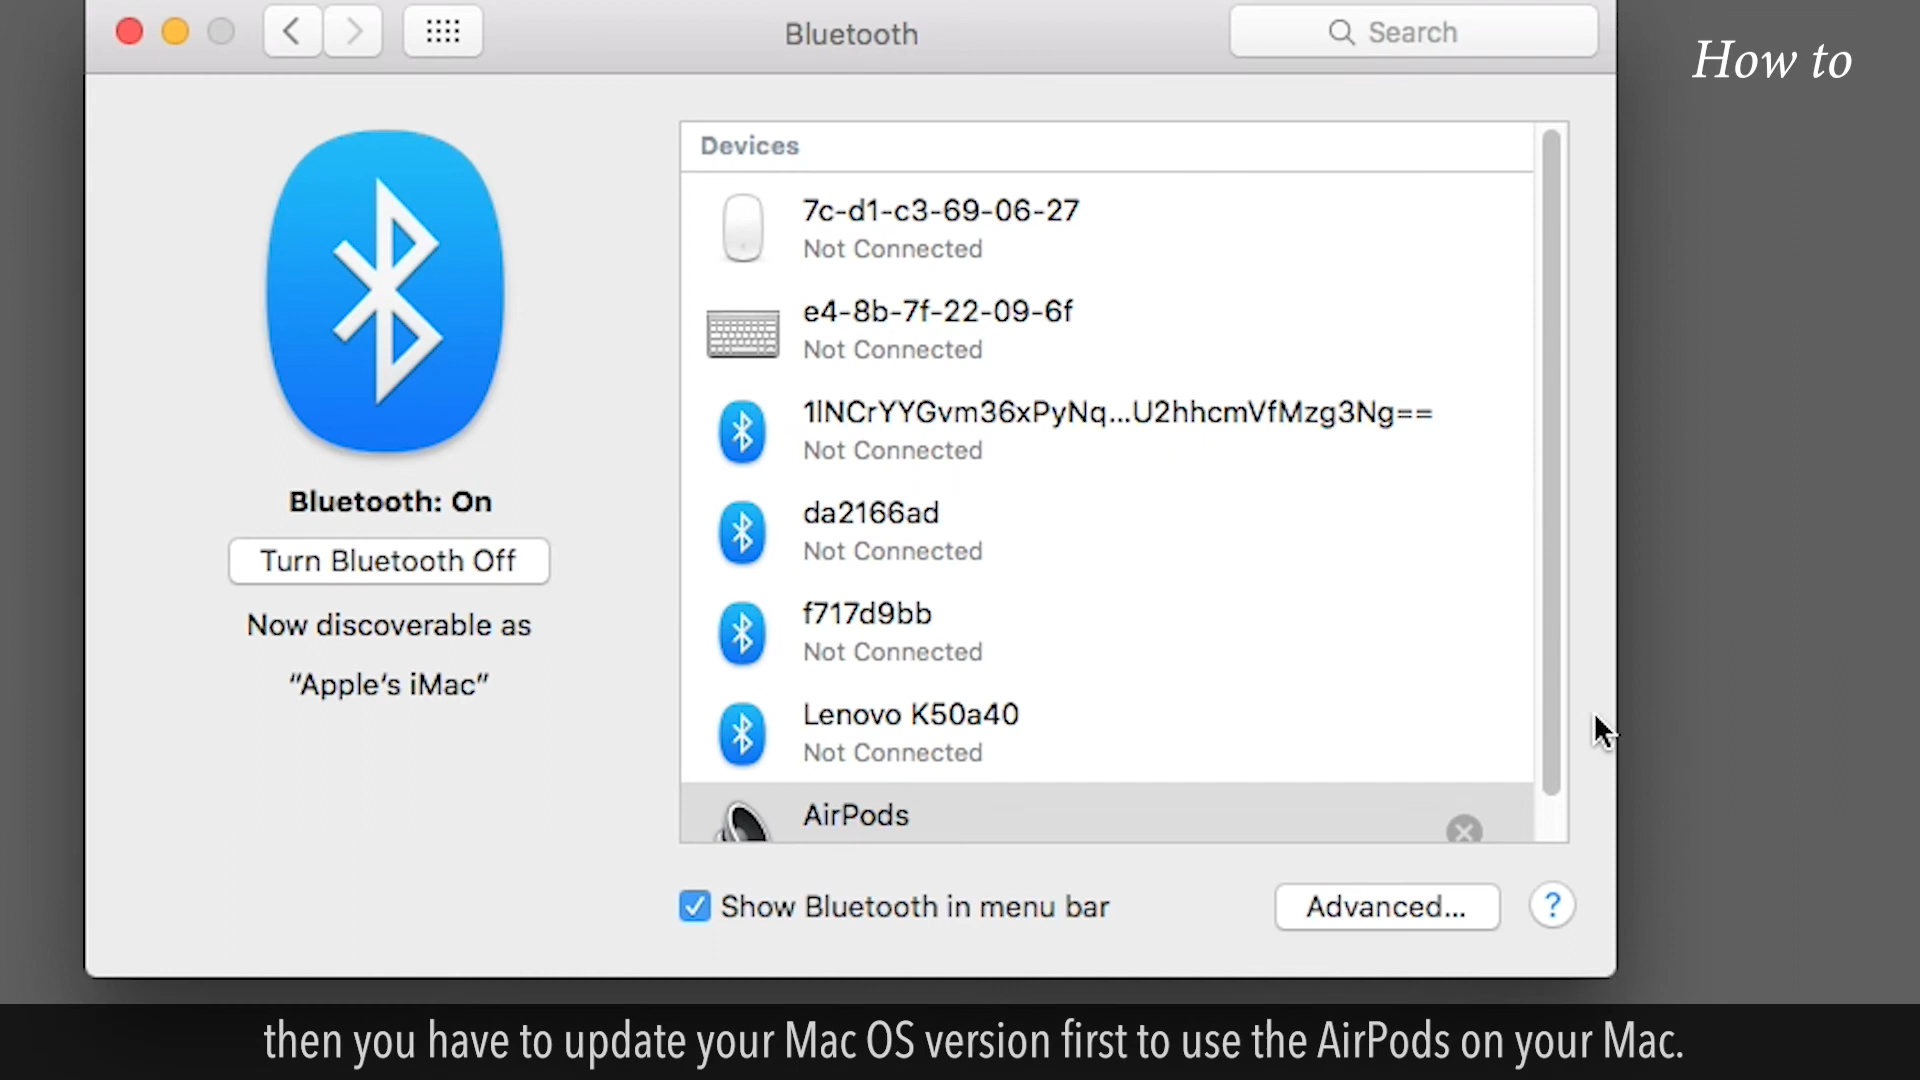 Bluetooth
Search
How to
Devices
7c-d1-c3-69-06-27
Not Connected
e4-8b-7f-22-09-6f
Not Connected
1lNCrYYGvm36xPyNq...U2hhcmVfMzg3Ng==
Not Connected
da2166ad
Not Connected
f717d9bb
Not Connected
Lenovo K50a40
Not Connected
AirPods
Bluetooth: On
Turn Bluetooth Off
Now discoverable as
“Apple’s iMac”
Show Bluetooth in menu bar
Advanced...
?
then you have to update your Mac OS version first to use the AirPods on your Mac.